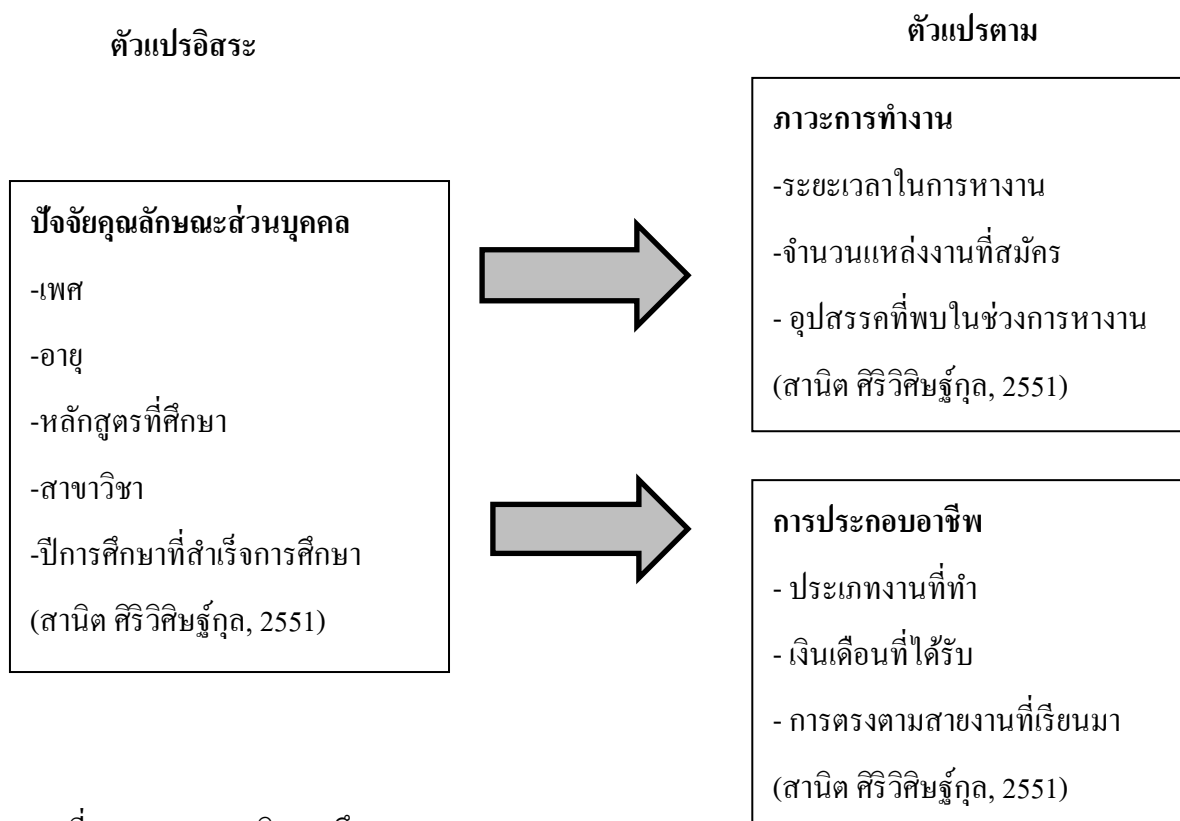 ตัวแปรอิสระ
ตัวแปรตาม
ปัจจัยคุณลักษณะส่วนบุคคล
-เพศ
-อายุ
-หลักสูตรที่ศึกษา
-สาขาวิชา
-ปีการศึกษาที่สำเร็จการศึกษา
(สานิต ศิริวิศิษฐ์กุล, 2551)
ภาวะการทำงาน
-ระยะเวลาในการหางาน
-จำนวนแหล่งงานที่สมัคร
- อุปสรรคที่พบในช่วงการหางาน
(สานิต ศิริวิศิษฐ์กุล, 2551)
การประกอบอาชีพ
- ประเภทงานที่ทำ
- เงินเดือนที่ได้รับ
- การตรงตามสายงานที่เรียนมา
(สานิต ศิริวิศิษฐ์กุล, 2551)